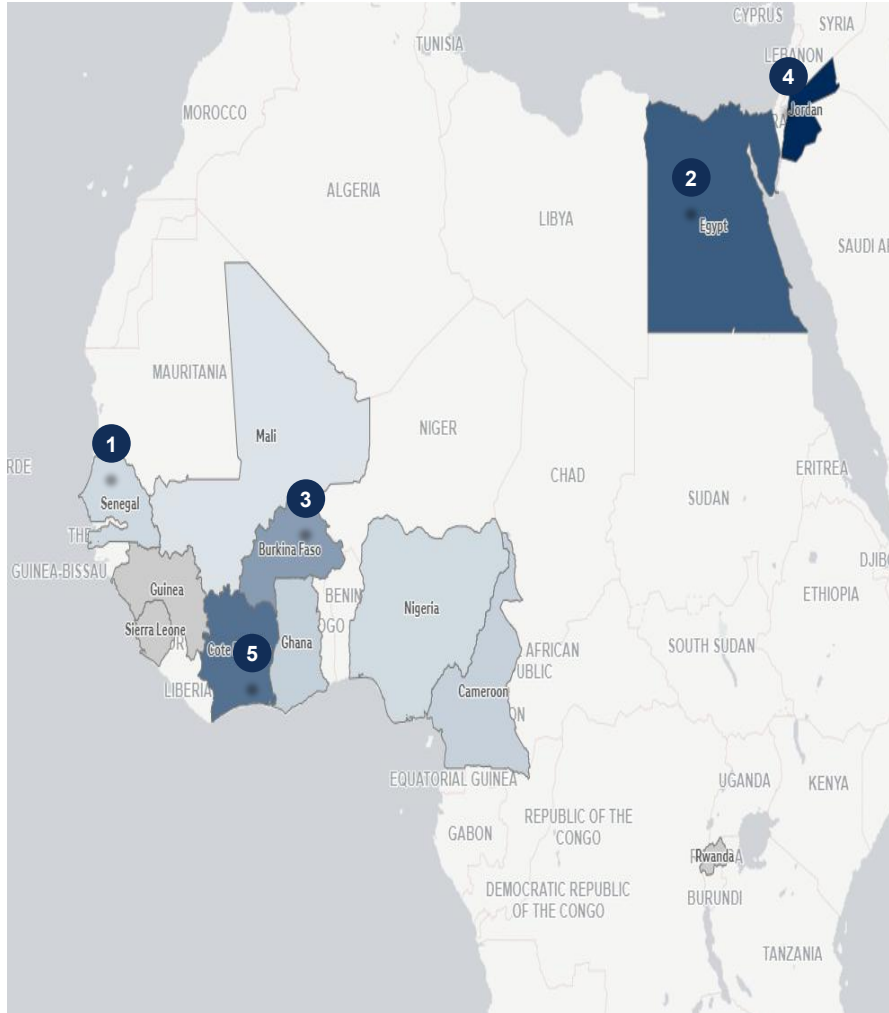 CYPRUS
SYRIA
TUNISIA
LEBANON
4
Jordan
MOROCCO
2
ALGERIA
LIBYA
Egypt
SAUDI A
MAURITANIA
1
Mali
NIGER
RDE
CHAD
ERITREA
3
SUDAN
Senegal
THE
Burkina Faso
GUINEA-BISSAU
DJIB
Guinea
BENIN
ETHIOPIA
Nigeria
Sierra Leone
OGO
5
Cote
Ghana
SOUTH SUDAN
AFRICAN
UBLIC
LIBERIA
Cameroon
ON
EQUATORIAL GUINEA
UGANDA
KENYA
REPUBLIC OF THE
CONGO
GABON
Rwanda
DEMOCRATIC REPUBLIC
OF THE CONGO
BURUNDI
TANZANIA